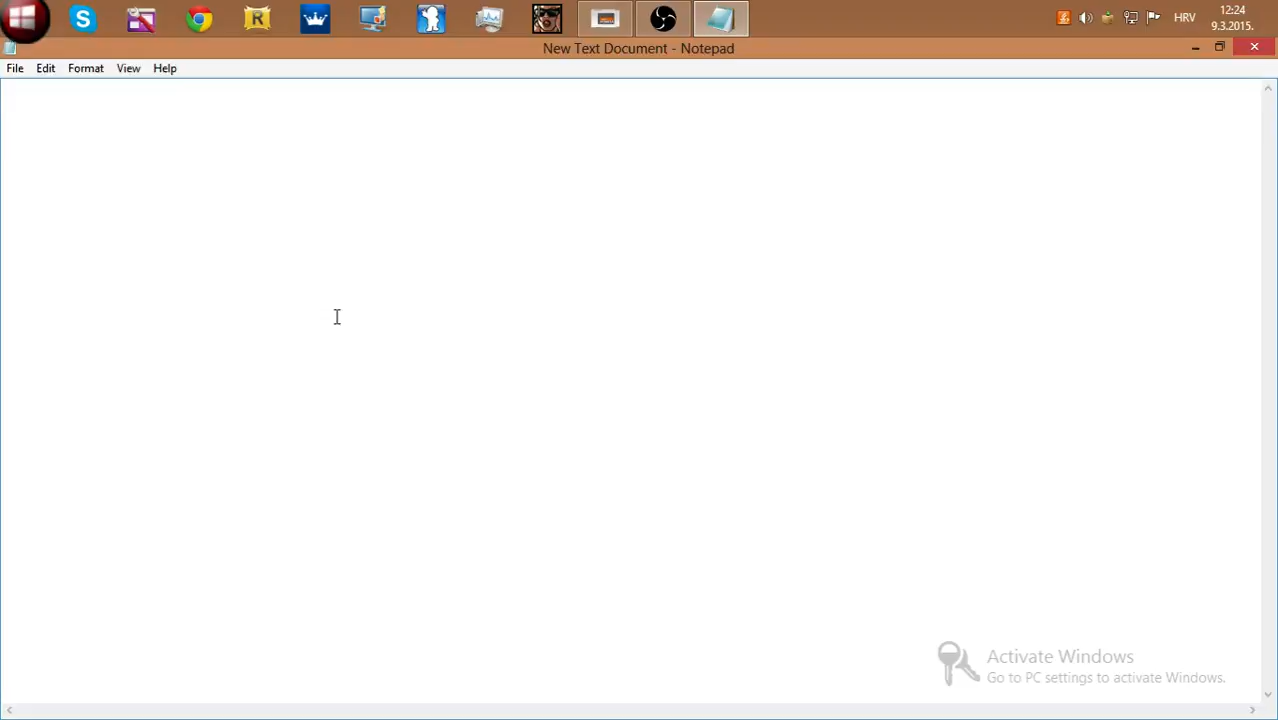 HRV
12:24
9.3.2015.
New Text Document - Notepad
File Edit Format View Help
Activate Windows
Go to PC settings to activate Windows.